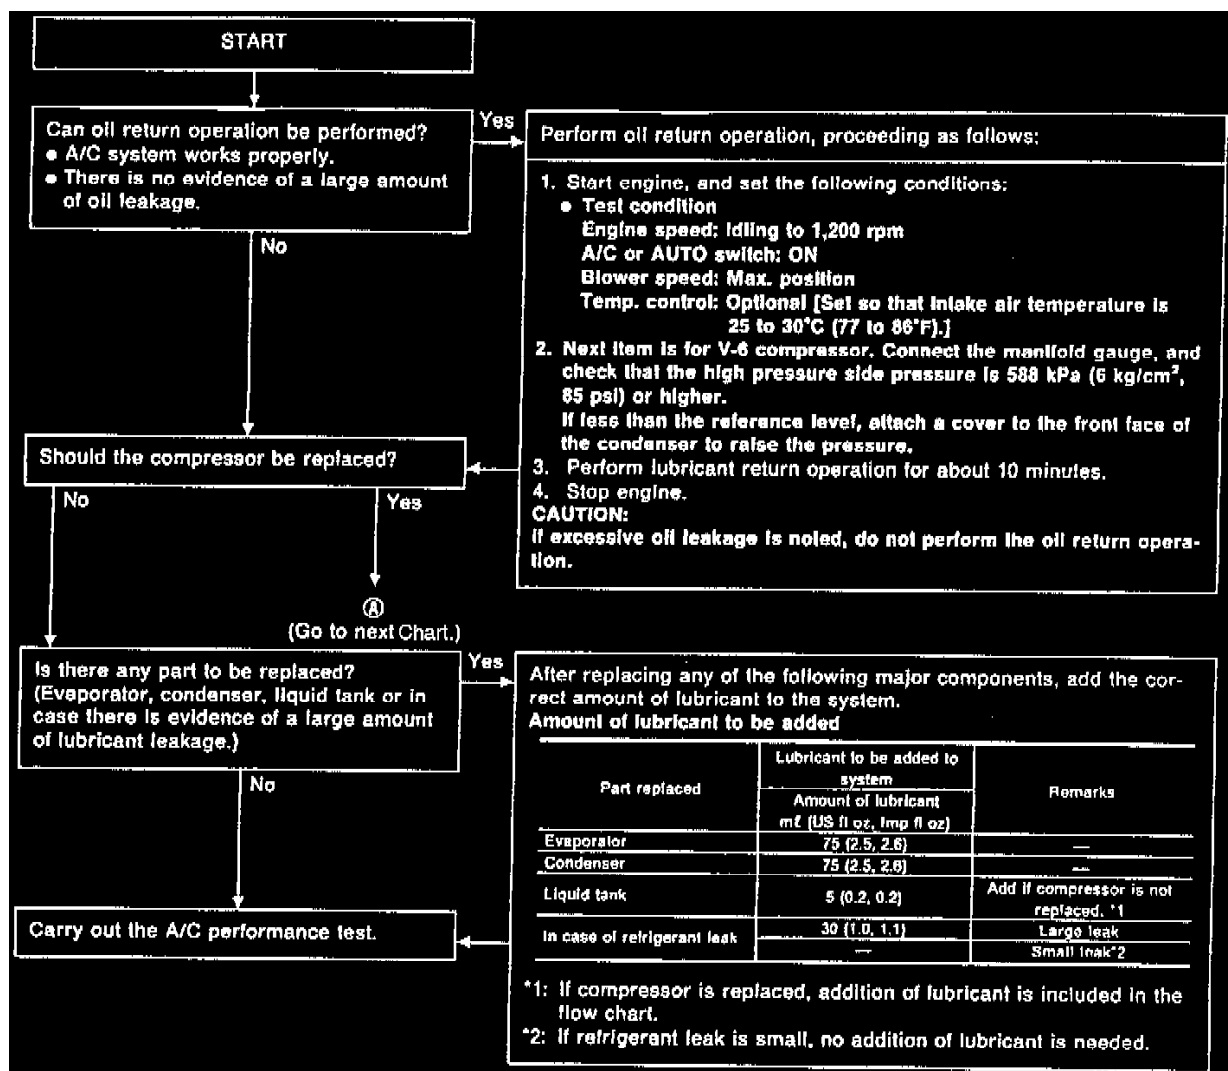 START
Can oil return operation be performed?
● A/C system works properly.
● There is no evidence of a large amount
of oil leakage.
Yes
No
Perform oil return operation, proceeding as follows:
1. Start engine, and set the following conditions:
● Test condition
Engine speed: Idling to 1,200 rpm
A/C or AUTO switch: ON
Blower speed: Max. position
Temp. control: Optional [Set so that intake air temperature is
25 to 30°C (77 to 86°F).]
2. Next item is for V-6 compressor. Connect the manifold gauge, and
check that the high pressure side pressure is 588 kPa (6 kg/cm², 
85 psi) or higher.
If less than the reference level, attach a cover to the front face of
the condenser to raise the pressure.
3. Perform lubricant return operation for about 10 minutes.
4. Stop engine.
CAUTION:
If excessive oil leakage is noted, do not perform the oil return opera-
tion.
Should the compressor be replaced?
No
Yes
Ⓐ
(Go to next Chart.)
Is there any part to be replaced?
(Evaporator, condenser, liquid tank or in
case there is evidence of a large amount
of lubricant leakage.)
Yes
No
After replacing any of the following major components, add the cor-
rect amount of lubricant to the system.
Amount of lubricant to be added
Part replaced
Lubricant to be added to
system
Amount of lubricant
mℓ (US fl oz, Imp fl oz)
Remarks
Evaporator 75 (2.5, 2.6) —
Condenser 75 (2.5, 2.6) —
Liquid tank 5 (0.2, 0.2) Add if compressor is not
replaced. *1
In case of refrigerant leak 30 (1.0, 1.1) Large leak
— Small leak*2
*1: If compressor is replaced, addition of lubricant is included in the
flow chart.
*2: If refrigerant leak is small, no addition of lubricant is needed.
Carry out the A/C performance test.